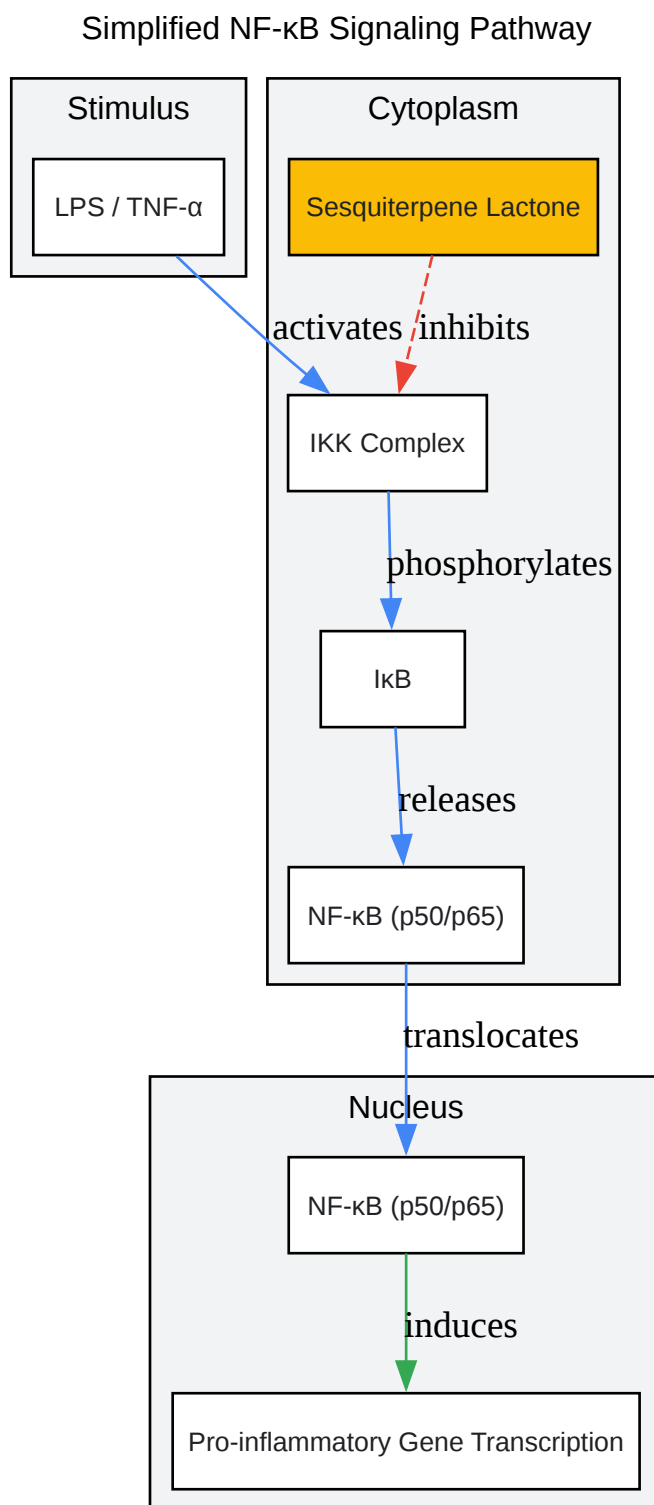 Simplified NF-κB Signaling Pathway
Stimulus
Cytoplasm
LPS / TNF-α
Sesquiterpene Lactone
activates
inhibits
IKK Complex
phosphorylates
IκB
releases
NF-κB (p50/p65)
translocates
Nucleus
NF-κB (p50/p65)
induces
Pro-inflammatory Gene Transcription